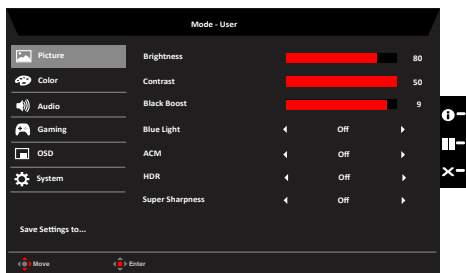 Mode - User
Picture
Color
Audio
Gaming
OSD
System
Save Settings to...
Brightness 80
Contrast 50
Black Boost 9
Blue Light Off
ACM Off
HDR Off
Super Sharpness Off
Move Enter